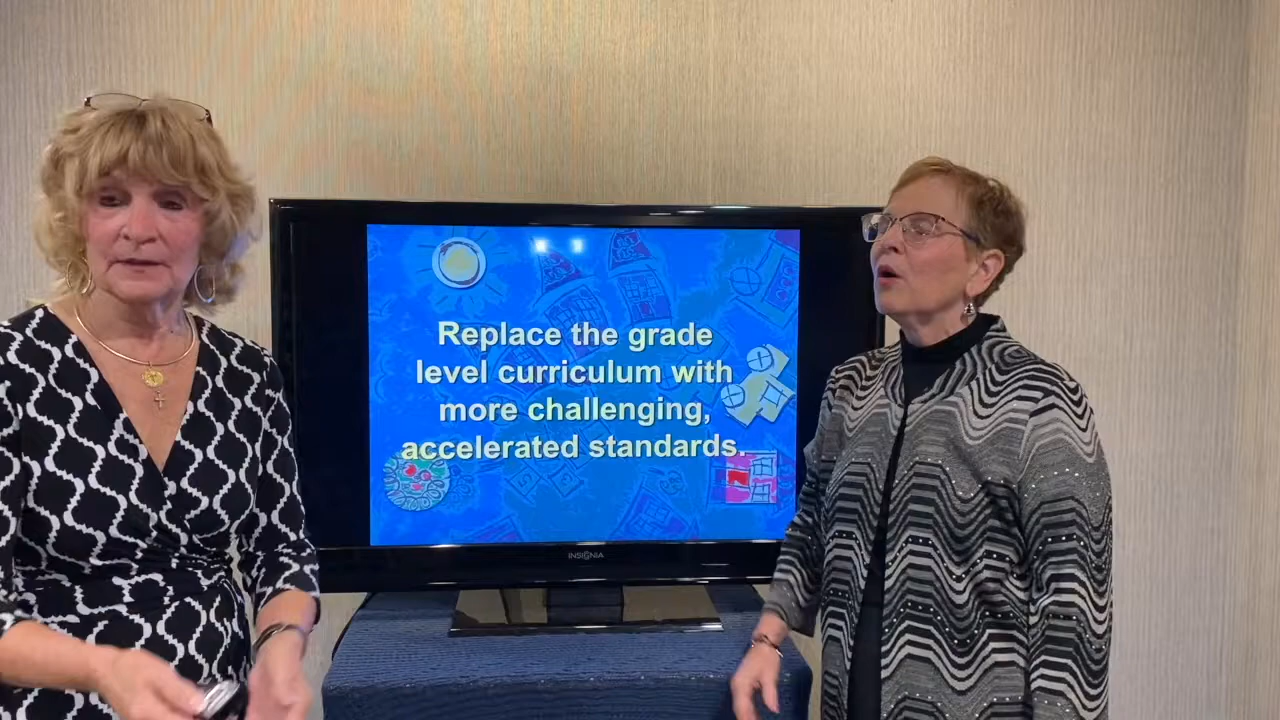 Replace the grade
level curriculum with
more challenging,
accelerated standards.
INSIGNIA